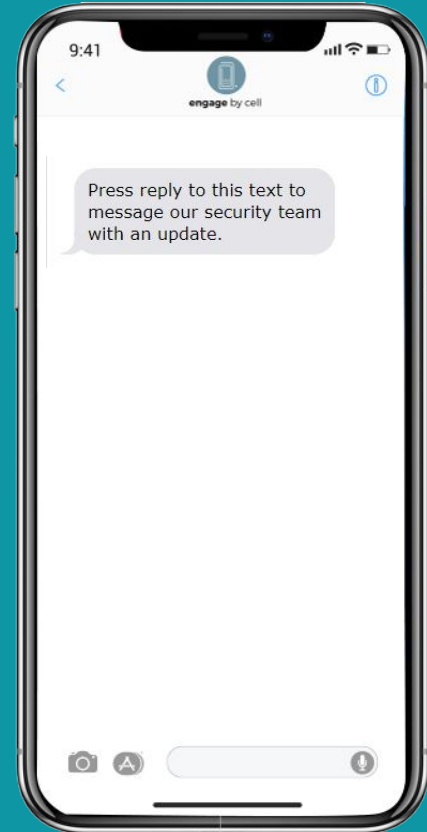 9:41
engage by cell
Press reply to this text to
message our security team
with an update.